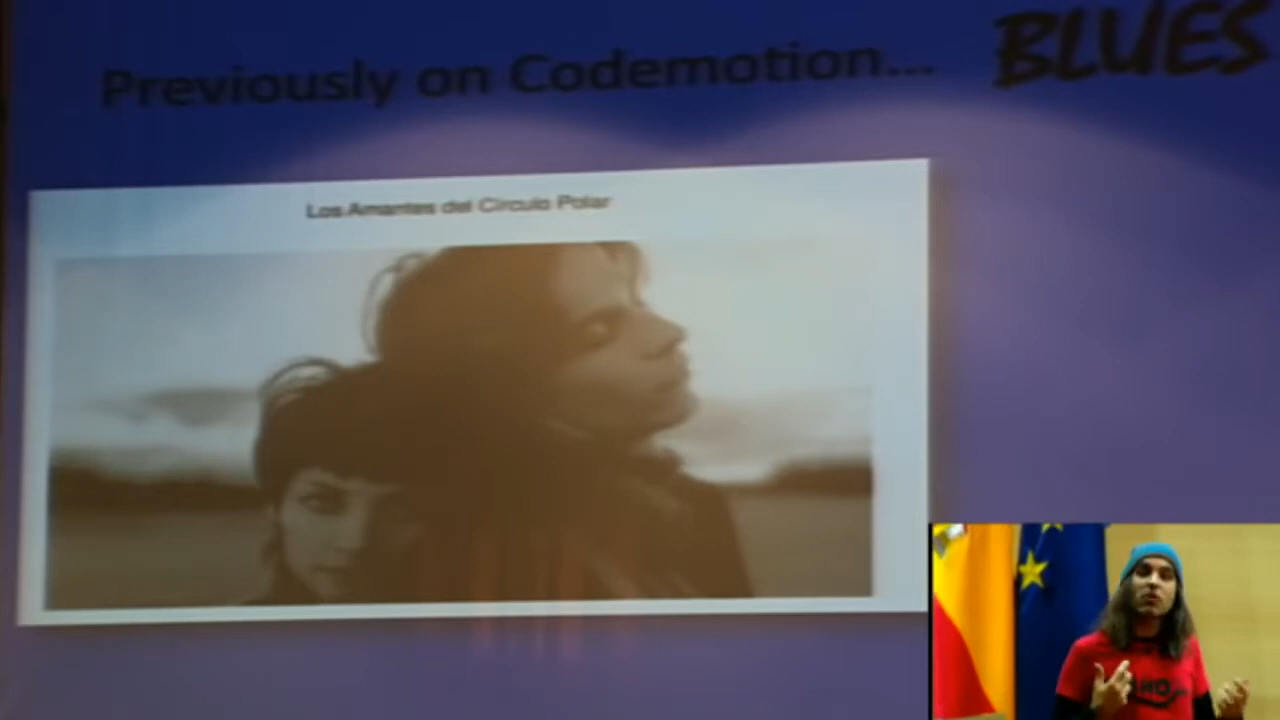 BLUES
Previously on Codemotion...
Los Amantes del Círculo Polar